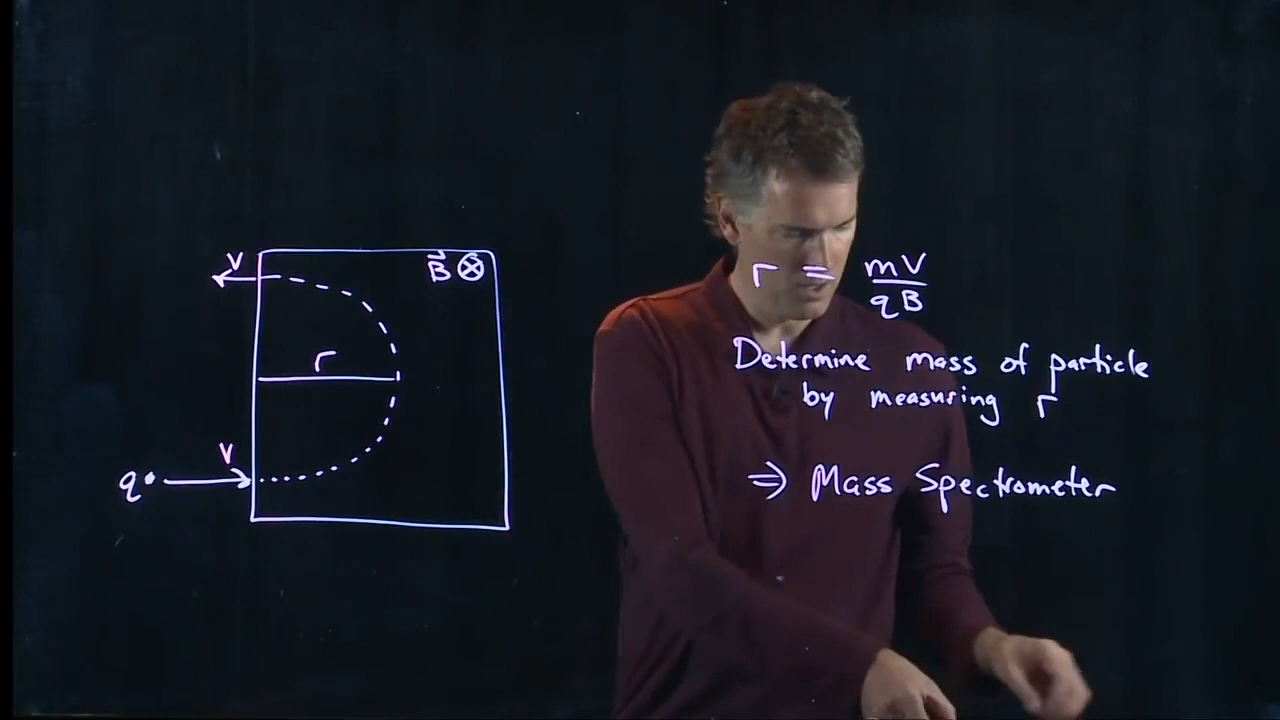 v
B⃗ ⊗
r
v
q
r = mv/qB
Determine mass of particle
by measuring r
⇒ Mass Spectrometer